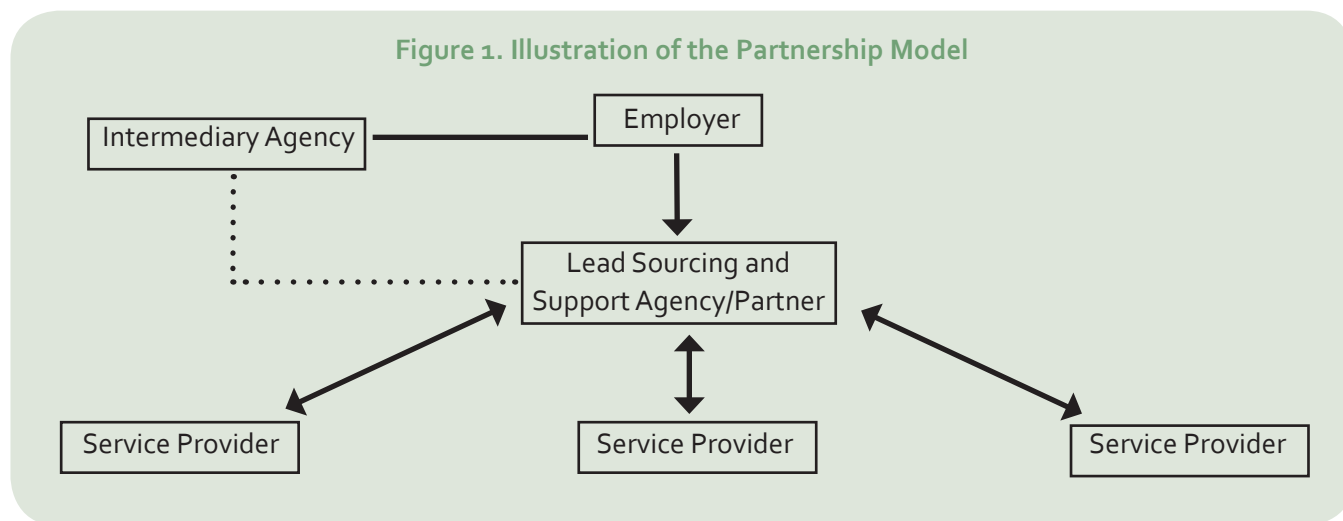 Figure 1. Illustration of the Partnership Model
Employer
Intermediary Agency
Lead Sourcing and
Support Agency/Partner
Service Provider
Service Provider
Service Provider